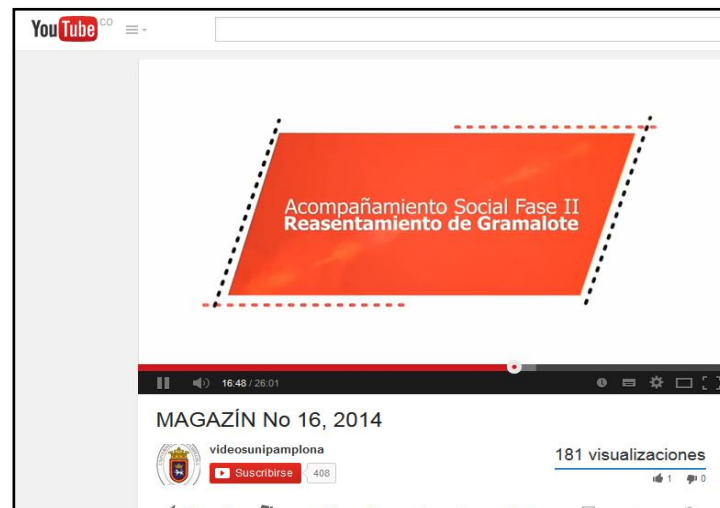 YouTube CO
Acompañamiento Social Fase II
Reasentamiento de Gramalote
16:48 / 26:01
MAGAZÍN No 16, 2014
videosunipamplona
Suscribirse 408
181 visualizaciones
1 0